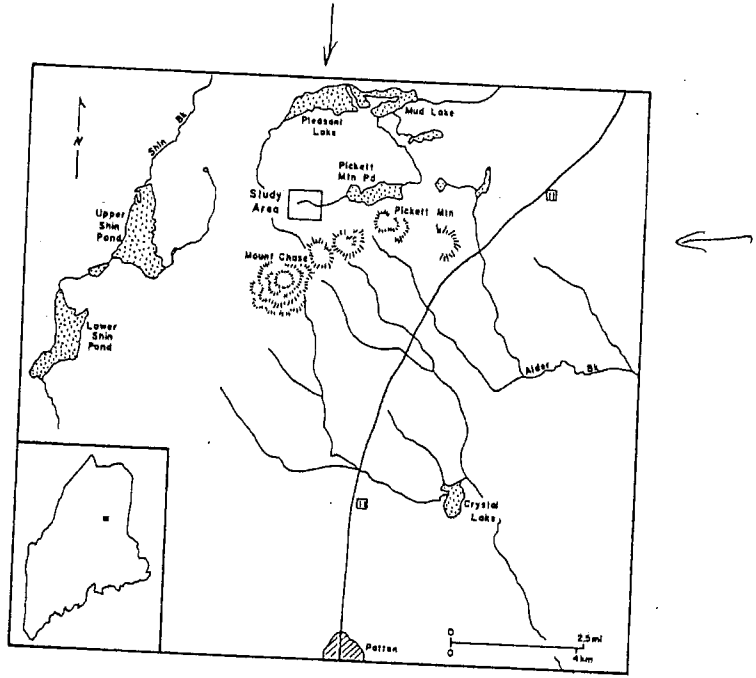 Pleasant
Lake
Mud Lake
Shin Bk
N
Pickett
Mtn Pd
Study
Area
11
Upper
Shin
Pond
Pickett Mtn
Mount Chase
Lower
Shin
Pond
Alder Bk
11
Crystal
Lake
Patten
0 2.5 mi
0 4 km